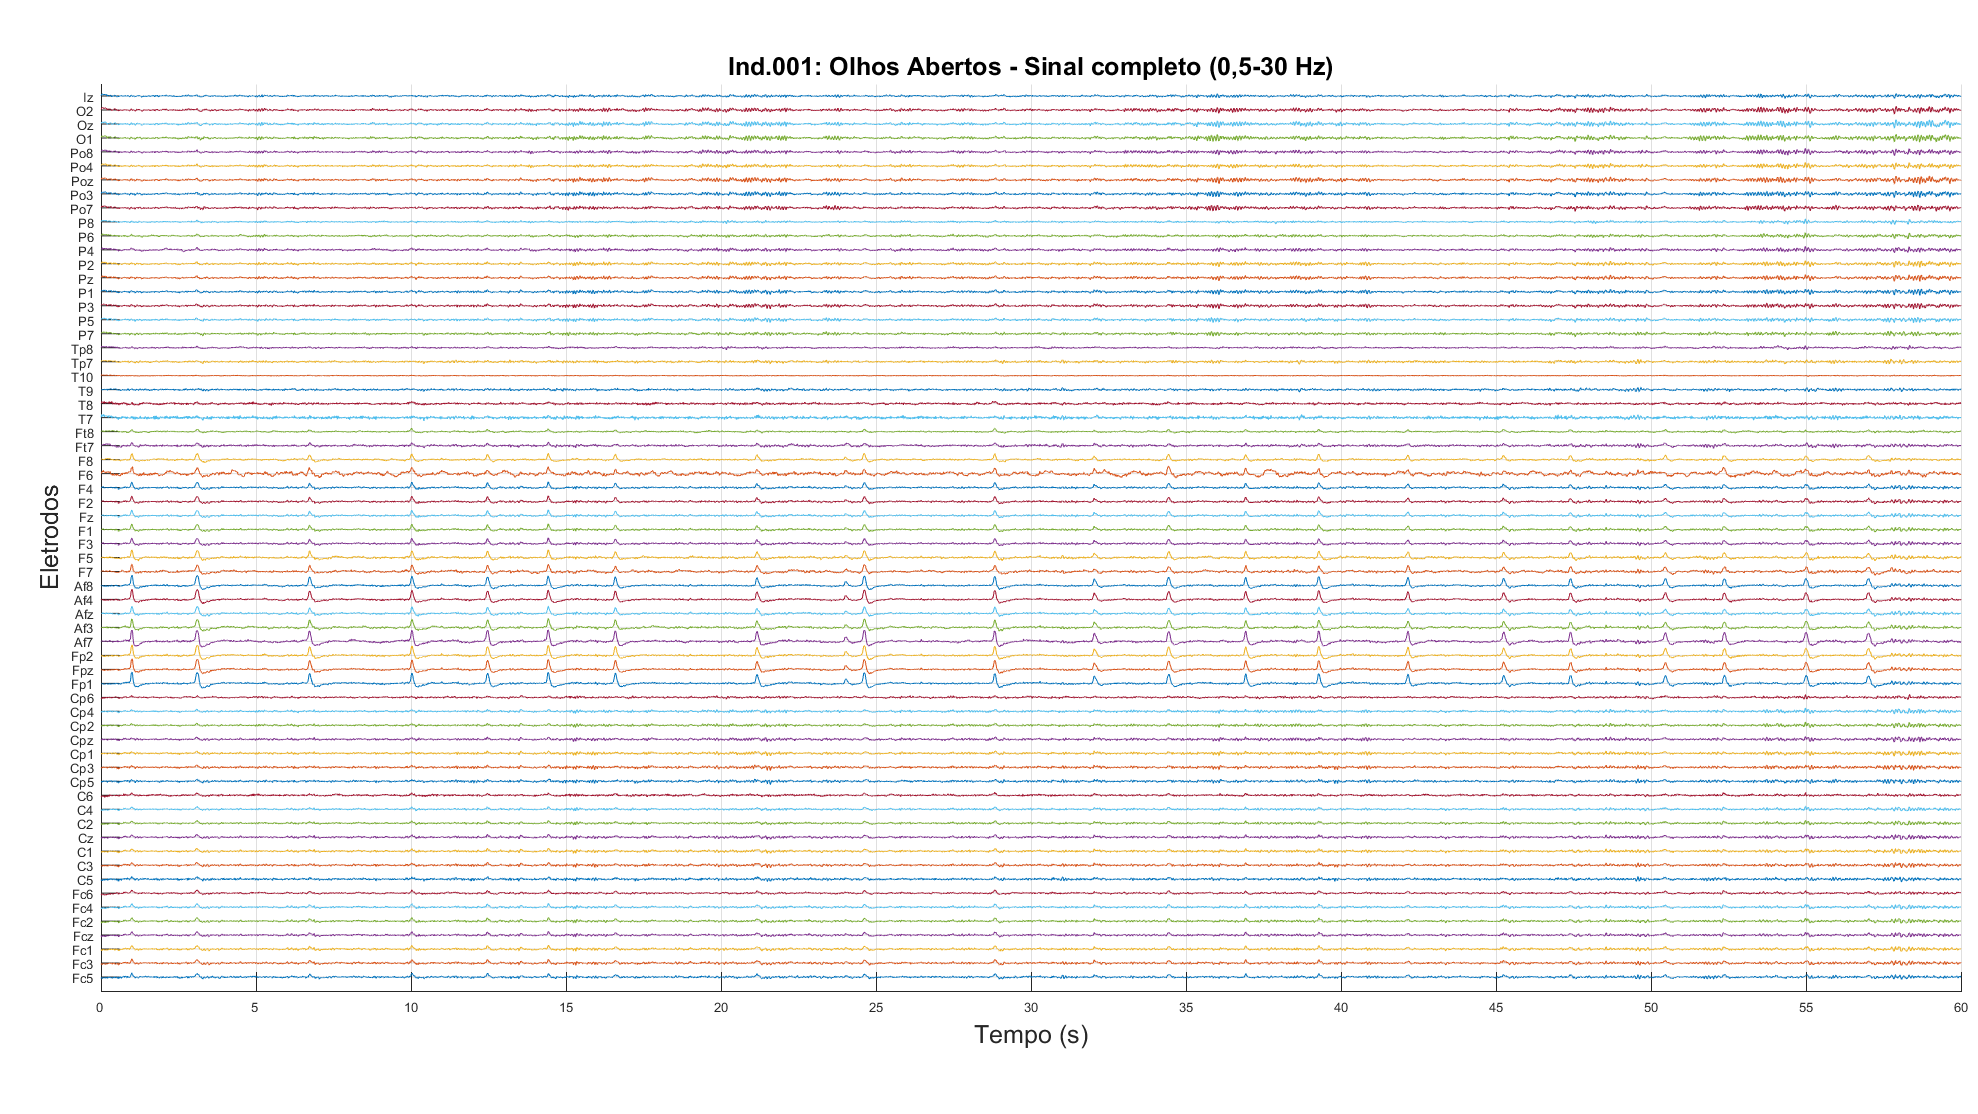 Ind.001: Olhos Abertos - Sinal completo (0,5-30 Hz)
Iz
O2
Oz
O1
Po8
Po4
Poz
Po3
Po7
P8
P6
P4
P2
Pz
P1
P3
P5
P7
Tp8
Tp7
T10
T9
T8
T7
Ft8
Ft7
F8
F6
F4
F2
Fz
F1
F3
F5
F7
Af8
Af4
Afz
Af3
Af7
Fp2
Fpz
Fp1
Cp6
Cp4
Cp2
Cpz
Cp1
Cp3
Cp5
C6
C4
C2
Cz
C1
C3
C5
Fc6
Fc4
Fc2
Fcz
Fc1
Fc3
Fc5
Eletrodos
0 5 10 15 20 25 30 35 40 45 50 55 60
Tempo (s)